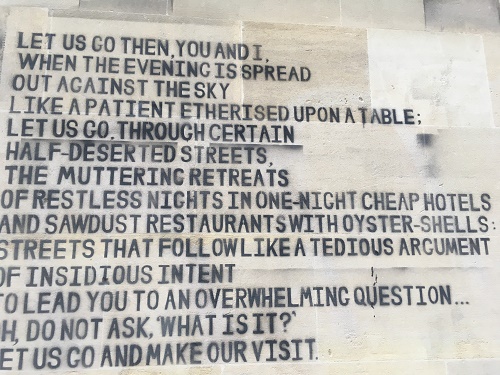 LET US GO THEN, YOU AND I,
WHEN THE EVENING IS SPREAD
OUT AGAINST THE SKY
LIKE A PATIENT ETHERISED UPON A TABLE;
LET US GO, THROUGH CERTAIN
HALF-DESERTED STREETS,
THE MUTTERING RETREATS
OF RESTLESS NIGHTS IN ONE-NIGHT CHEAP HOTELS
AND SAWDUST RESTAURANTS WITH OYSTER-SHELLS:
STREETS THAT FOLLOW LIKE A TEDIOUS ARGUMENT
OF INSIDIOUS INTENT
TO LEAD YOU TO AN OVERWHELMING QUESTION...
H, DO NOT ASK, 'WHAT IS IT?'
ET US GO AND MAKE OUR VISIT.